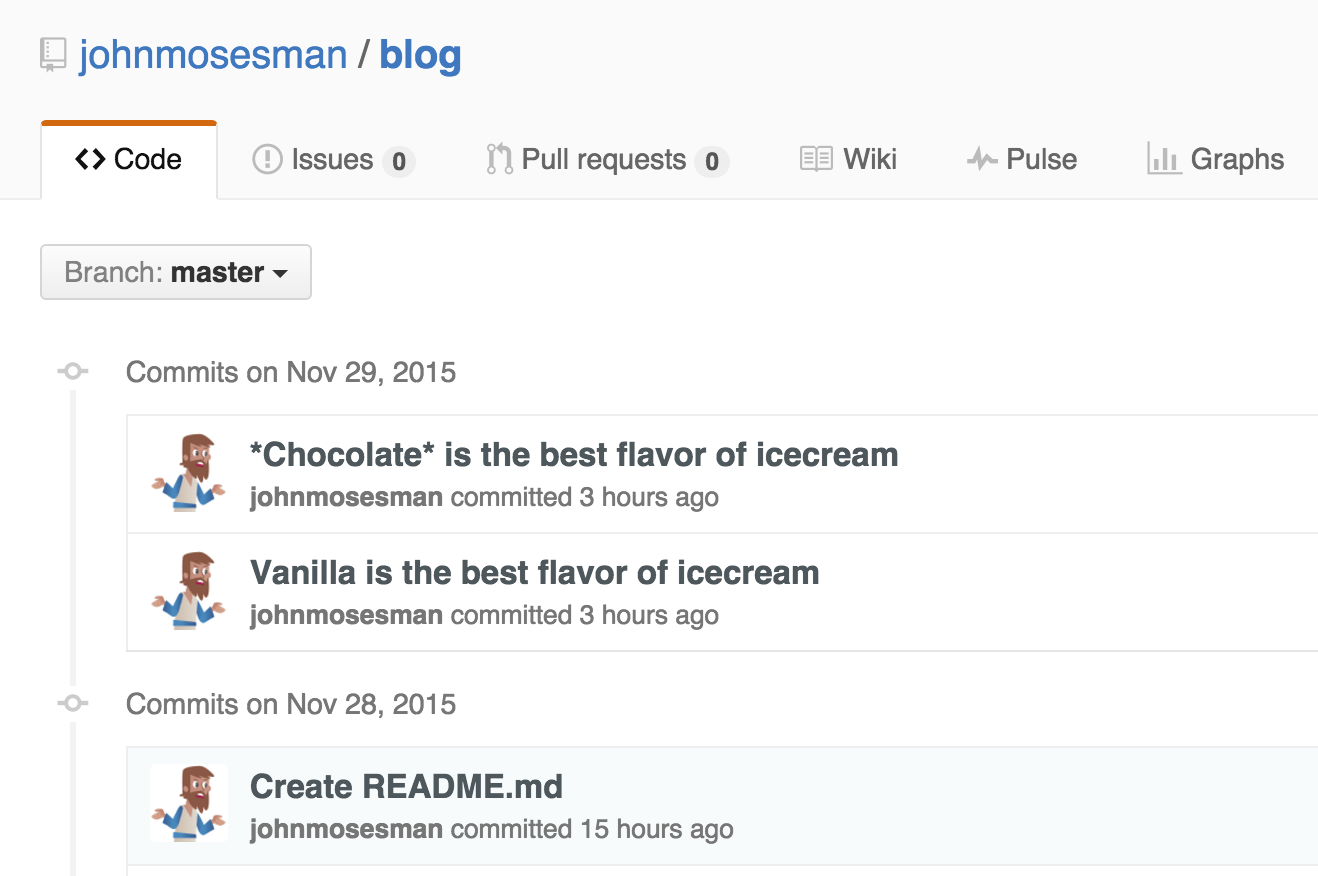 johnmosesman / blog
Code Issues 0 Pull requests 0 Wiki Pulse Graphs
Branch: master
Commits on Nov 29, 2015
*Chocolate* is the best flavor of icecream
johnmosesman committed 3 hours ago
Vanilla is the best flavor of icecream
johnmosesman committed 3 hours ago
Commits on Nov 28, 2015
Create README.md
johnmosesman committed 15 hours ago